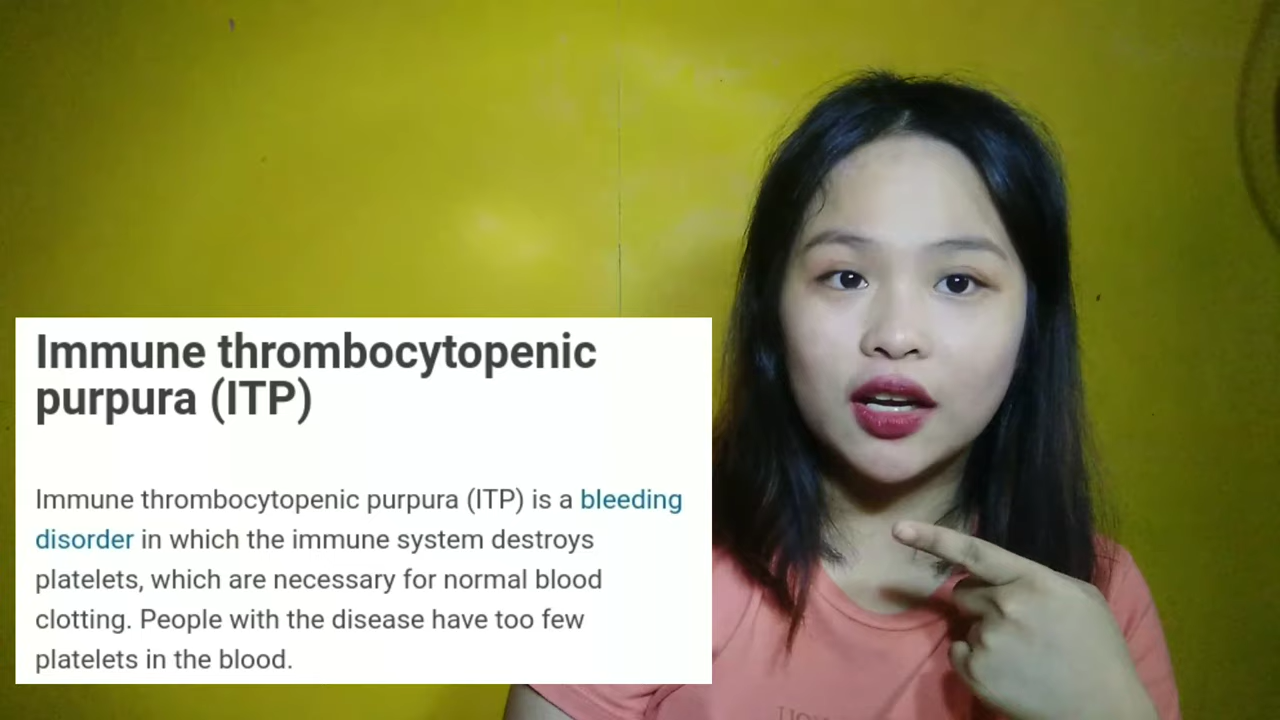 Immune thrombocytopenic
purpura (ITP)
Immune thrombocytopenic purpura (ITP) is a bleeding
disorder in which the immune system destroys
platelets, which are necessary for normal blood
clotting. People with the disease have too few
platelets in the blood.